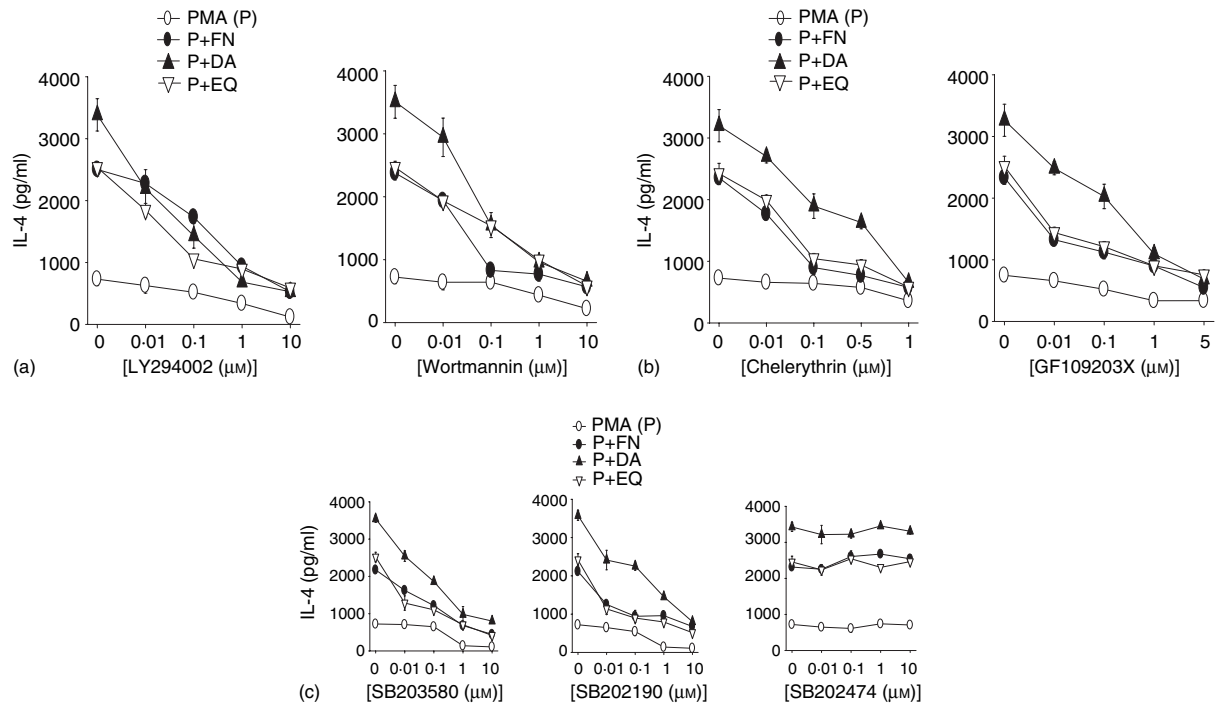 PMA (P)
P+FN
P+DA
P+EQ
4000
3000
2000
1000
0
IL-4 (pg/ml)
0 0·01 0·1 1 10
[LY294002 (μM)]
4000
3000
2000
1000
0
0 0·01 0·1 1 10
[Wortmannin (μM)]
(a)
PMA (P)
P+FN
P+DA
P+EQ
4000
3000
2000
1000
0
IL-4 (pg/ml)
0 0·01 0·1 0·5 1
[Chelerythrin (μM)]
4000
3000
2000
1000
0
0 0·01 0·1 1 5
[GF109203X (μM)]
(b)
PMA (P)
P+FN
P+DA
P+EQ
4000
3000
2000
1000
0
IL-4 (pg/ml)
0 0·01 0·1 1 10
[SB203580 (μM)]
4000
3000
2000
1000
0
0 0·01 0·1 1 10
[SB202190 (μM)]
4000
3000
2000
1000
0
0 0·01 0·1 1 10
[SB202474 (μM)]
(c)